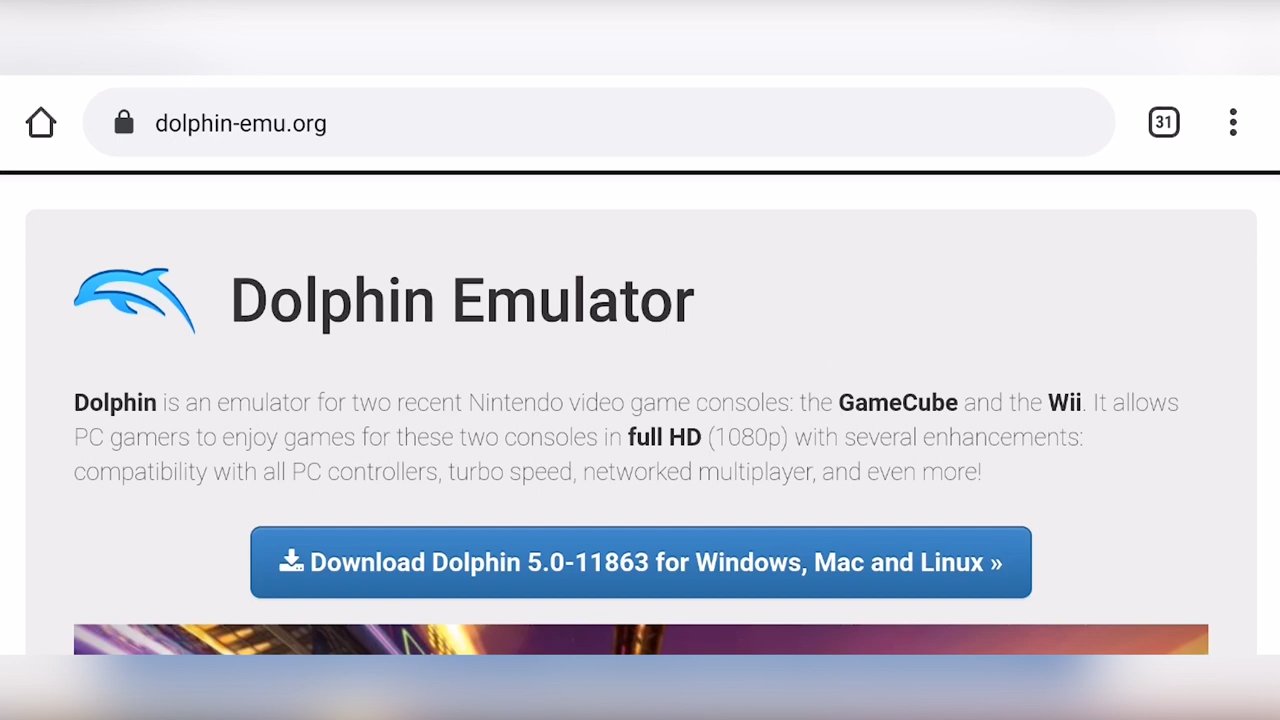 dolphin-emu.org
31
Dolphin Emulator
Dolphin is an emulator for two recent Nintendo video game consoles: the GameCube and the Wii. It allows
PC gamers to enjoy games for these two consoles in full HD (1080p) with several enhancements:
compatibility with all PC controllers, turbo speed, networked multiplayer, and even more!
Download Dolphin 5.0-11863 for Windows, Mac and Linux »